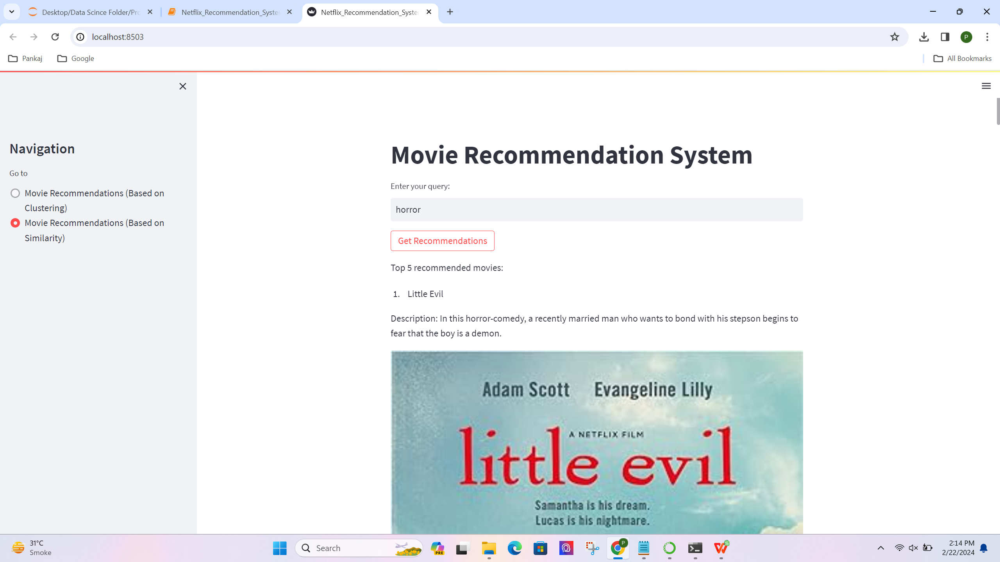 Desktop/Data Scince Folder/Pro
Netflix_Recommendation_System
Netflix_Recommendation_System
localhost:8503
P
Pankaj
Google
All Bookmarks
Navigation
Go to
Movie Recommendations (Based on
Clustering)
Movie Recommendations (Based on
Similarity)
Movie Recommendation System
Enter your query:
horror
Get Recommendations
Top 5 recommended movies:
1. Little Evil
Description: In this horror-comedy, a recently married man who wants to bond with his stepson begins to
fear that the boy is a demon.
Adam Scott Evangeline Lilly
A NETFLIX FILM
little evil
Samantha is his dream.
Lucas is his nightmare.
31°C
Smoke
Search
PRE
P
S
2:14 PM
2/22/2024